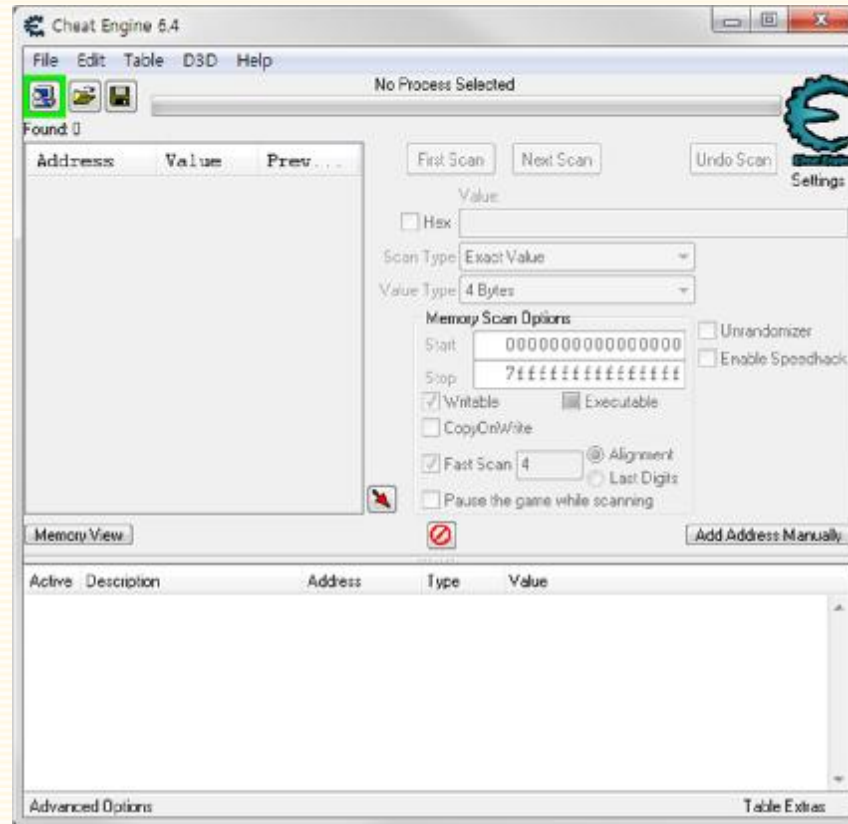 Cheat Engine 6.4
File Edit Table D3D Help
No Process Selected
Found: 0
Address Value Prev...
First Scan Next Scan Undo Scan
Settings
Value:
Hex
Scan Type Exact Value
Value Type 4 Bytes
Memory Scan Options
Start 0000000000000000
Stop 7fffffffffffffff
Unrandomizer
Enable Speedhack
Writable Executable
CopyOnWrite
Fast Scan 4 Alignment
Last Digits
Pause the game while scanning
Memory View Add Address Manually
Active Description Address Type Value
Advanced Options Table Extras